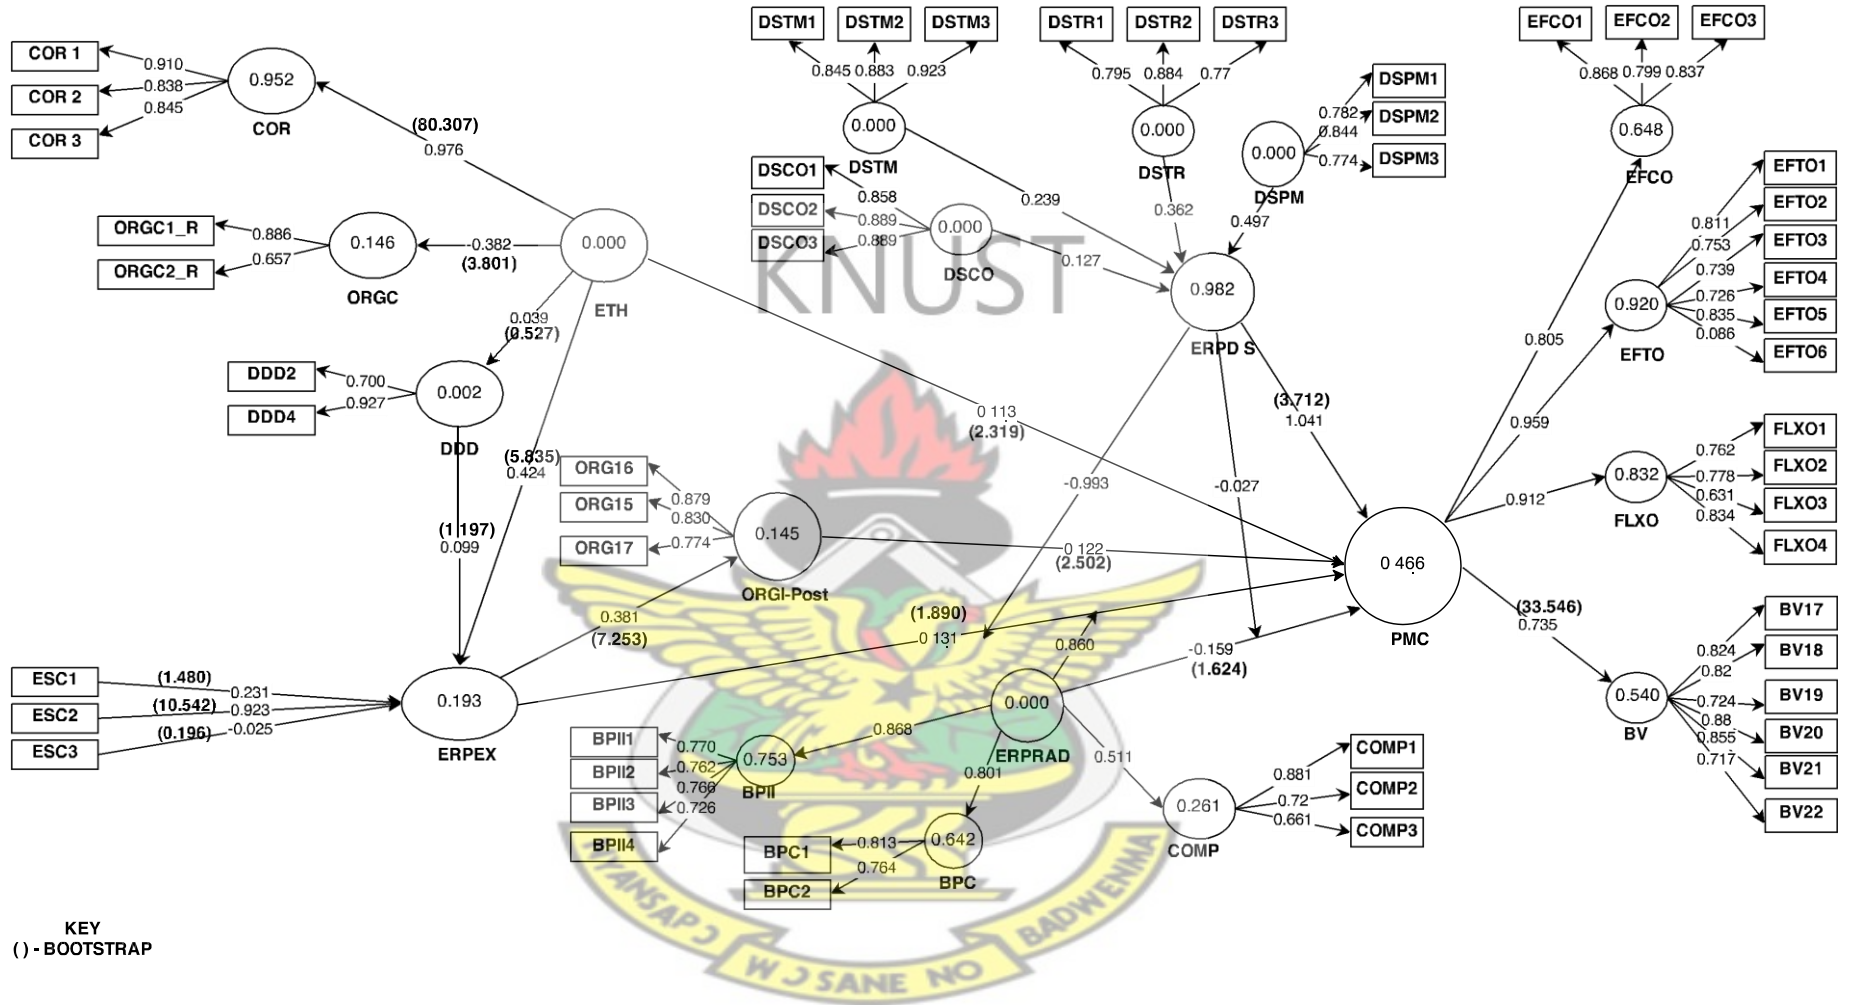 DSTM1 DSTM2 DSTM3
0.845 0.883 0.923
0.000
DSTM
DSTR1 DSTR2 DSTR3
0.795 0.884 0.77
0.000
DSTR
EFCO1 EFCO2 EFCO3
0.868 0.799 0.837
0.648
EFCO
COR 1
COR 2
COR 3
0.910
0.838
0.845
0.952
COR
(80.307)
0.976
DSPM1
DSPM2
DSPM3
0.782
0.844
0.774
0.000
DSPM
DSCO1
DSCO2
DSCO3
0.858
0.889
0.889
0.000
DSCO
0.239
0.362
0.497
0.127
KNUST
0.982
ERPD S
ORGC1_R
ORGC2_R
0.886
0.657
0.146
ORGC
-0.382
(3.801)
0.000
ETH
0.039
(0.527)
DDD2
DDD4
0.700
0.927
0.002
DDD
(5.835)
0.424
(1.197)
0.099
0.113
(2.319)
(3.712)
1.041
-0.993
-0.027
EFTO1
EFTO2
EFTO3
EFTO4
EFTO5
EFTO6
0.811
0.753
0.739
0.726
0.835
0.086
0.920
EFTO
0.805
0.959
0.912
FLXO1
FLXO2
FLXO3
FLXO4
0.762
0.778
0.631
0.834
0.832
FLXO
ORG16
ORG15
ORG17
0.879
0.830
0.774
0.145
ORGI-Post
0.122
(2.502)
0.381
(7.253)
(1.890)
0.131
0 466
PMC
(33.546)
0.735
0.860
-0.159
(1.624)
BV17
BV18
BV19
BV20
BV21
BV22
0.824
0.82
0.724
0.88
0.855
0.717
0.540
BV
ESC1
ESC2
ESC3
(1.480)
0.231
(10.542)
0.923
(0.196)
-0.025
0.193
ERPEX
0.000
ERPRAD
0.868
0.801
0.511
BPII1
BPII2
BPII3
BPII4
0.770
0.762
0.766
0.726
0.753
BPII
BPC1
BPC2
0.813
0.764
0.642
BPC
0.261
COMP
COMP1
COMP2
COMP3
0.881
0.72
0.661
KEY
( ) - BOOTSTRAP
NYANSAPƆ
WƆSANE NO
BADWENMA